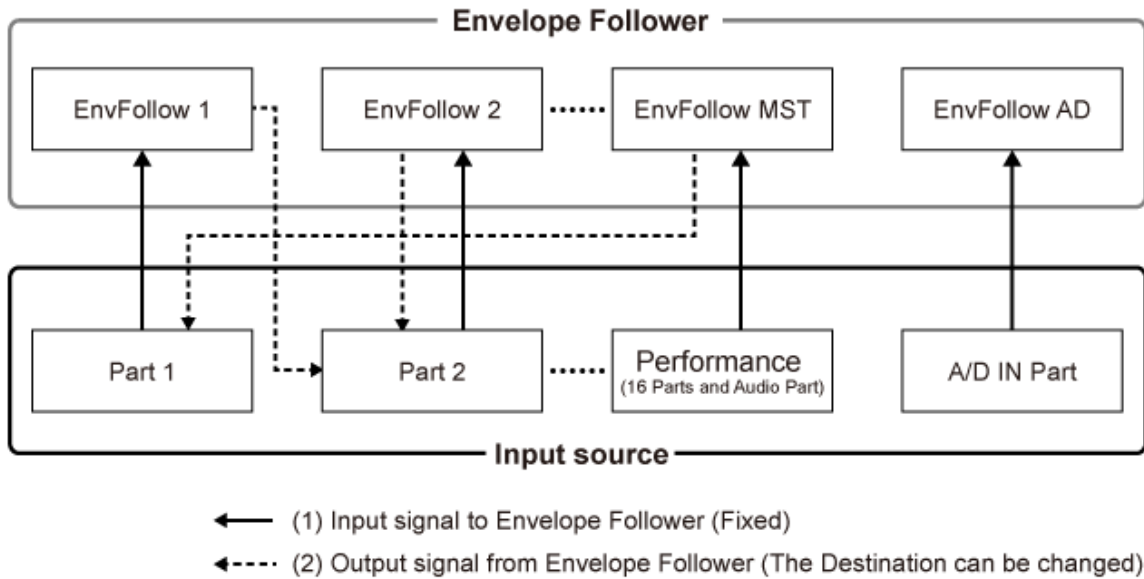 Envelope Follower
EnvFollow 1
EnvFollow 2
EnvFollow MST
EnvFollow AD
Part 1
Part 2
Performance
(16 Parts and Audio Part)
A/D IN Part
Input source
(1) Input signal to Envelope Follower (Fixed)
(2) Output signal from Envelope Follower (The Destination can be changed)